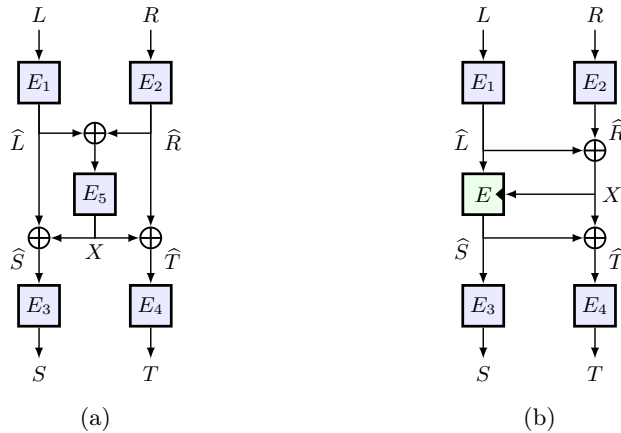 L R L R
E₁ E₂ E₁ E₂
L̂ R̂ L̂ R̂
E₅ E X
Ŝ X T̂ Ŝ T̂
E₃ E₄ E₃ E₄
S T S T
(a) (b)